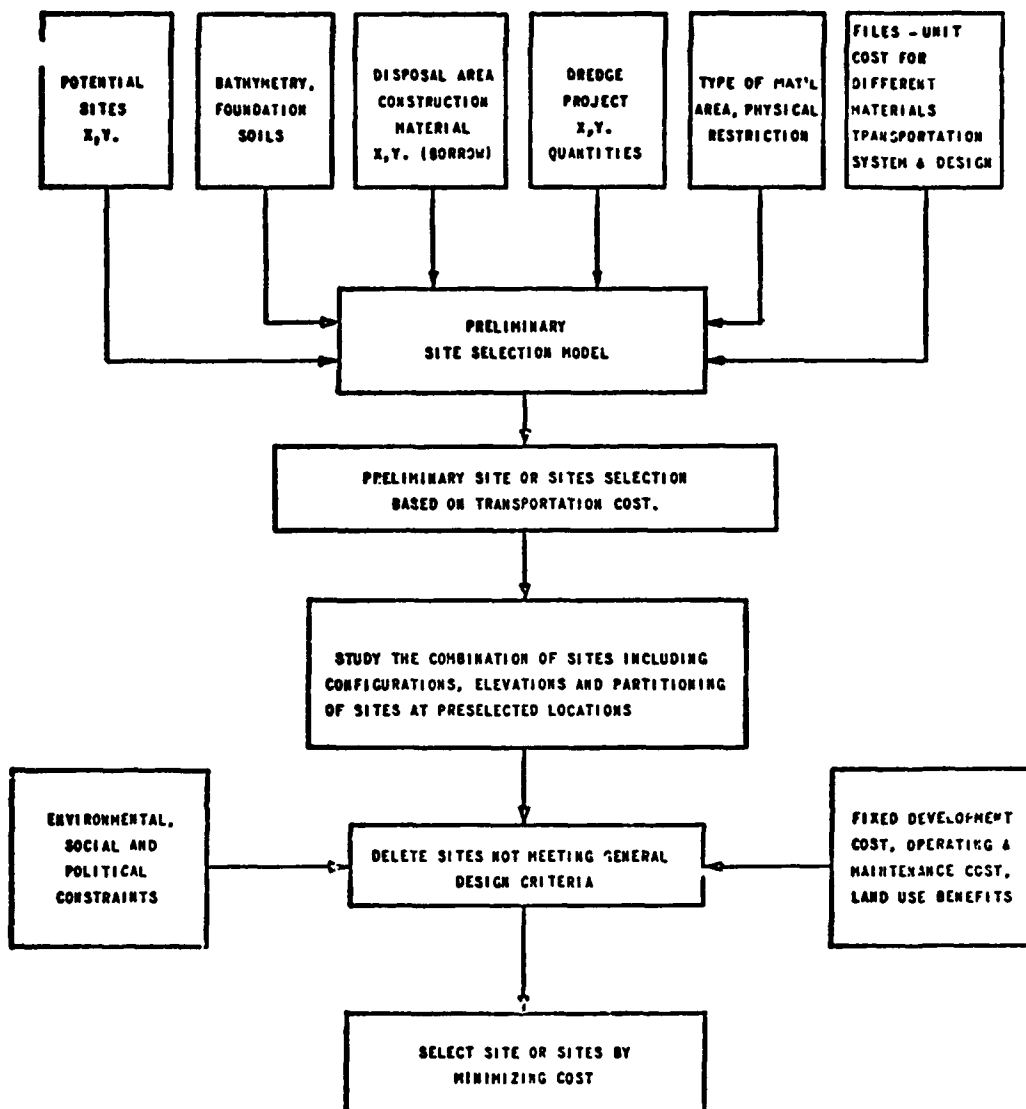 POTENTIAL
SITES
X,Y.
BATHYMETRY,
FOUNDATION
SOILS
DISPOSAL AREA
CONSTRUCTION
MATERIAL
X,Y. (BORROW)
DREDGE
PROJECT
X,Y.
QUANTITIES
TYPE OF MAT'L
AREA, PHYSICAL
RESTRICTION
FILES - UNIT
COST FOR
DIFFERENT
MATERIALS
TRANSPORTATION
SYSTEM & DESIGN
PRELIMINARY
SITE SELECTION MODEL
PRELIMINARY SITE OR SITES SELECTION
BASED ON TRANSPORTATION COST.
STUDY THE COMBINATION OF SITES INCLUDING
CONFIGURATIONS, ELEVATIONS AND PARTITIONING
OF SITES AT PRESELECTED LOCATIONS
ENVIRONMENTAL,
SOCIAL AND
POLITICAL
CONSTRAINTS
DELETE SITES NOT MEETING GENERAL
DESIGN CRITERIA
FIXED DEVELOPMENT
COST, OPERATING &
MAINTENANCE COST,
LAND USE BENEFITS
SELECT SITE OR SITES BY
MINIMIZING COST